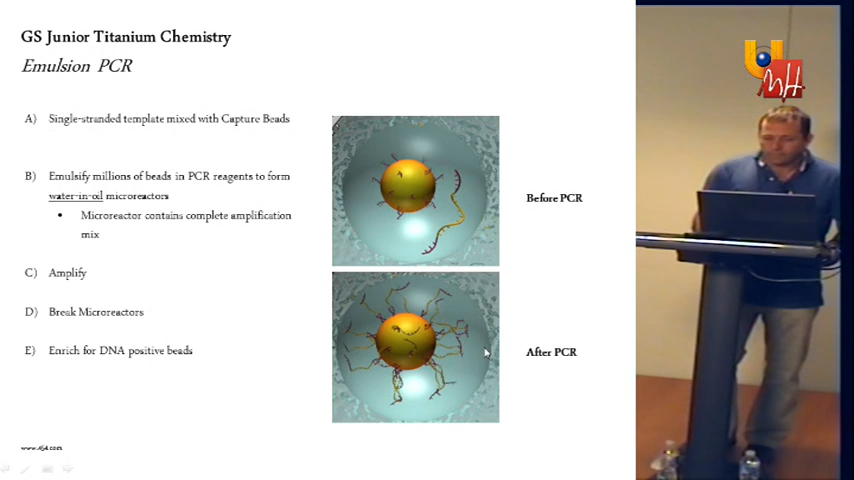 GS Junior Titanium Chemistry
Emulsion PCR
A) Single-stranded template mixed with Capture Beads
B) Emulsify millions of beads in PCR reagents to form
water-in-oil microreactors
• Microreactor contains complete amplification
mix
Before PCR
C) Amplify
D) Break Microreactors
E) Enrich for DNA positive beads
After PCR
www.454.com
UMH